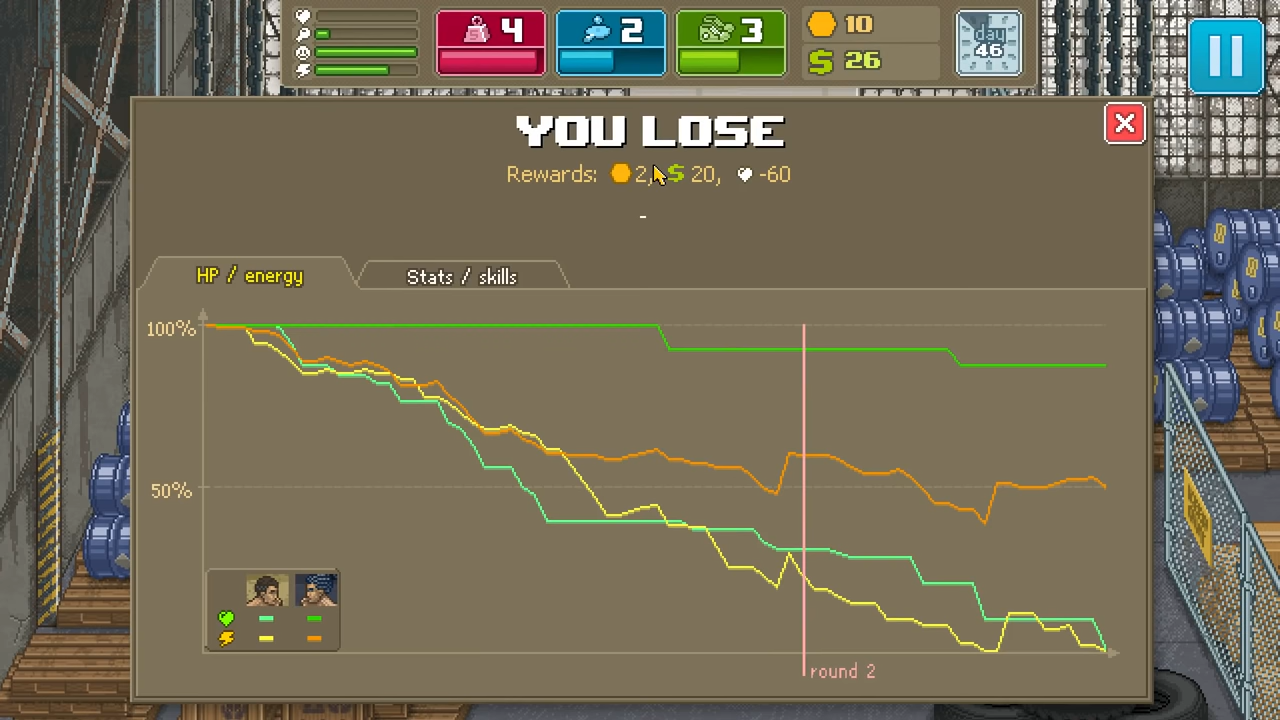 4
2
3
10
26
day
46
YOU LOSE
Rewards: 2, $ 20, -60
-
HP / energy
Stats / skills
100%
50%
round 2